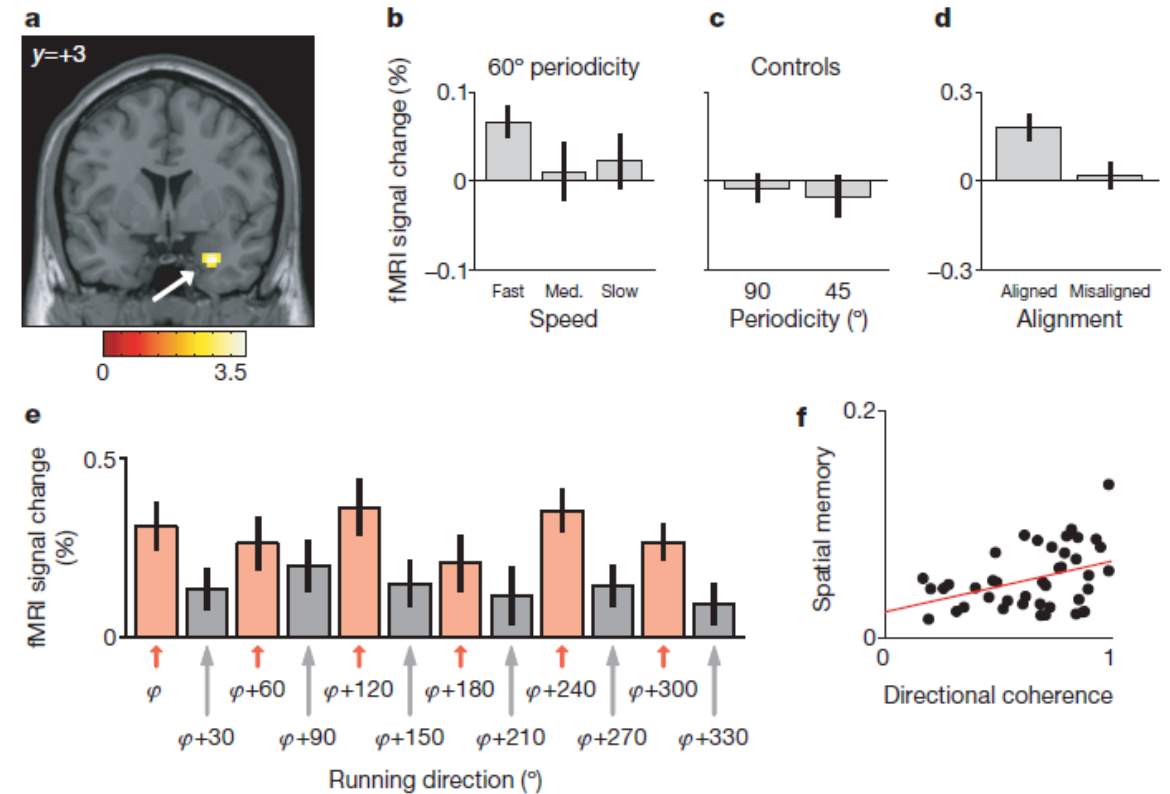 a
y=+3
0 3.5
b
60° periodicity
fMRI signal change (%)
0.1
0
–0.1
Fast Med. Slow
Speed
c
Controls
90 45
Periodicity (°)
d
0.3
0
–0.3
Aligned Misaligned
Alignment
e
fMRI signal change
(%)
0.5
0
φ φ+60 φ+120 φ+180 φ+240 φ+300
φ+30 φ+90 φ+150 φ+210 φ+270 φ+330
Running direction (°)
f
Spatial memory
0.2
0
0 1
Directional coherence